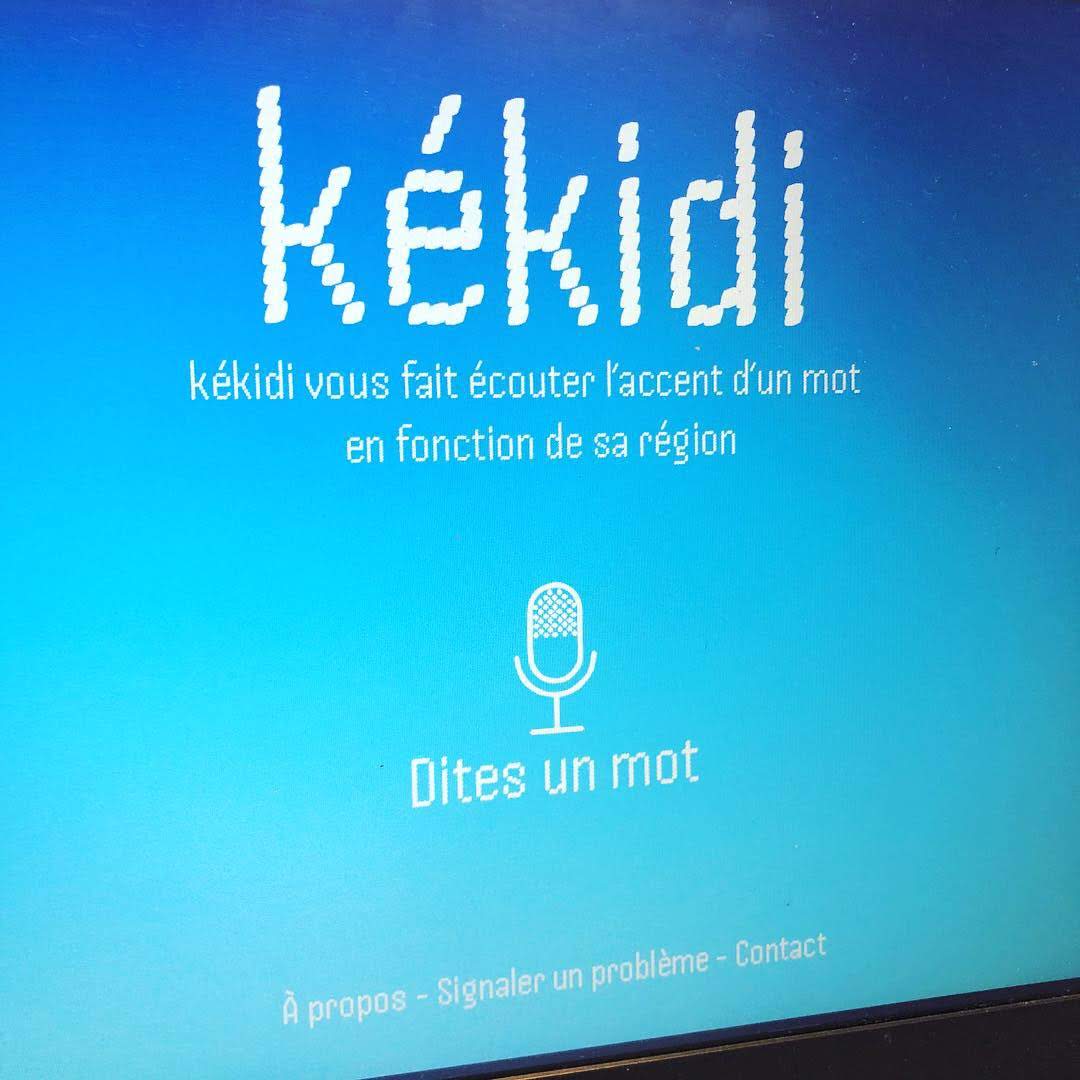 kékidi
kékidi vous fait écouter l'accent d'un mot
en fonction de sa région
Dites un mot
À propos - Signaler un problème - Contact